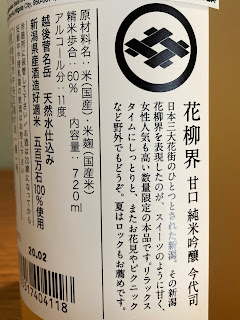 花柳界 甘口 純米吟醸 今代司
日本三大花街のひとつとされた新潟。その新潟
花柳界を表現したのが、スイーツのように甘く、
女性人気も高い数量限定の本品です。リラックス
タイムにしっとりと、またお花見やピクニック
など野外でもどうぞ。夏はロックもお薦めです。
原材料名：米(国産)・米麹(国産米)
精米歩合：60% 内容量：720ml
アルコール分：11度
越後菅名岳 天然水仕込み
新潟県産酒造好適米 五百万石100%使用
20.02
517404118